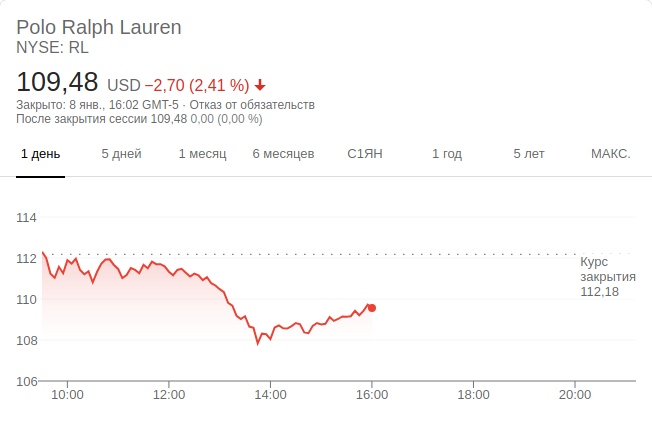 Polo Ralph Lauren
NYSE: RL
109,48 USD −2,70 (2,41 %)
Закрыто: 8 янв., 16:02 GMT-5 · Отказ от обязательств
После закрытия сессии 109,48 0,00 (0,00 %)
1 день 5 дней 1 месяц 6 месяцев С1ЯН 1 год 5 лет МАКС.
114
112
Курс
закрытия
112,18
110
108
106
10:00 12:00 14:00 16:00 18:00 20:00